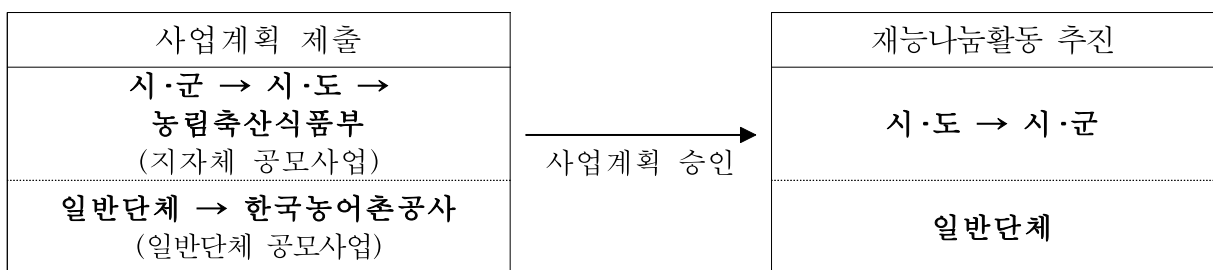 사업계획 제출
시·군 → 시·도 →
농림축산식품부
(지자체 공모사업)
일반단체 → 한국농어촌공사
(일반단체 공모사업)
사업계획 승인
재능나눔활동 추진
시·도 → 시·군
일반단체